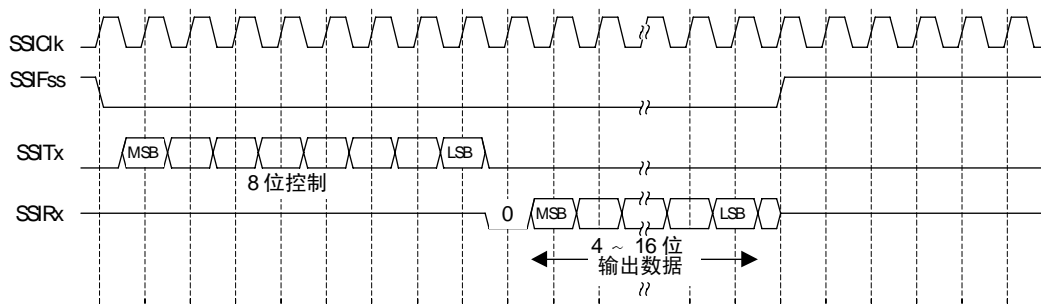 SSIClk
SSIFss
SSITx
MSB
LSB
8 位控制
SSIRx
0
MSB
LSB
4 ~ 16 位
输出数据